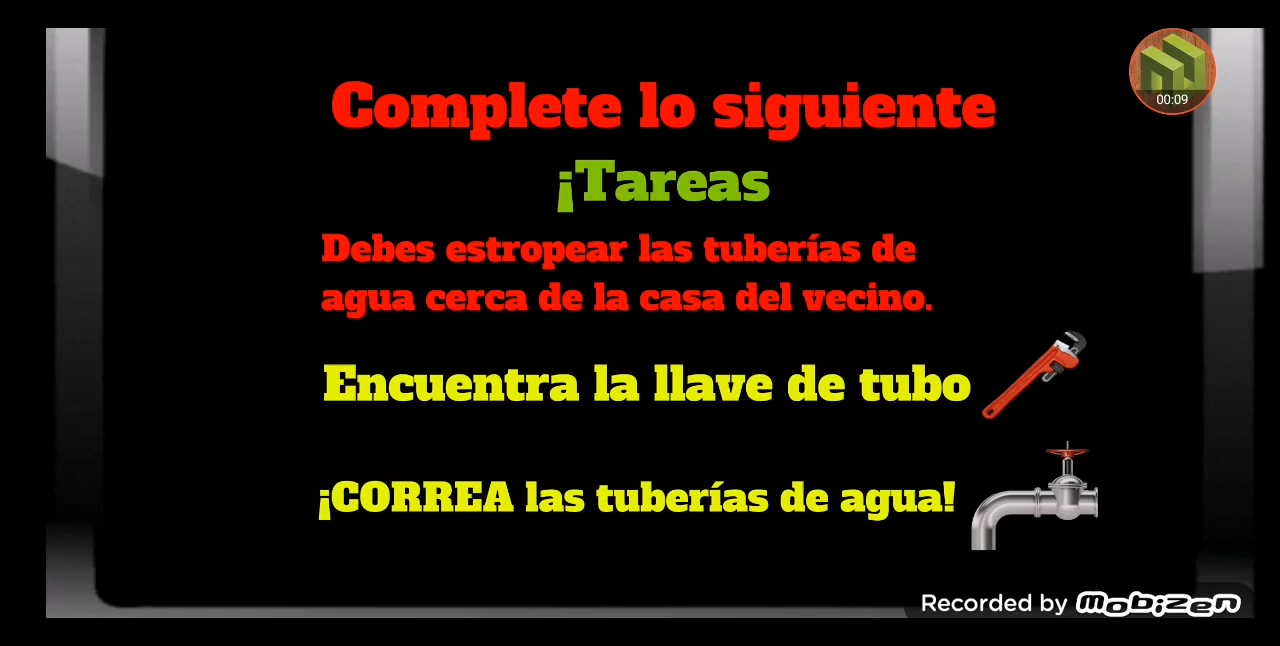 Complete lo siguiente
00:09
¡Tareas
Debes estropear las tuberías de
agua cerca de la casa del vecino.
Encuentra la llave de tubo
¡CORREA las tuberías de agua!
Recorded by mobizen